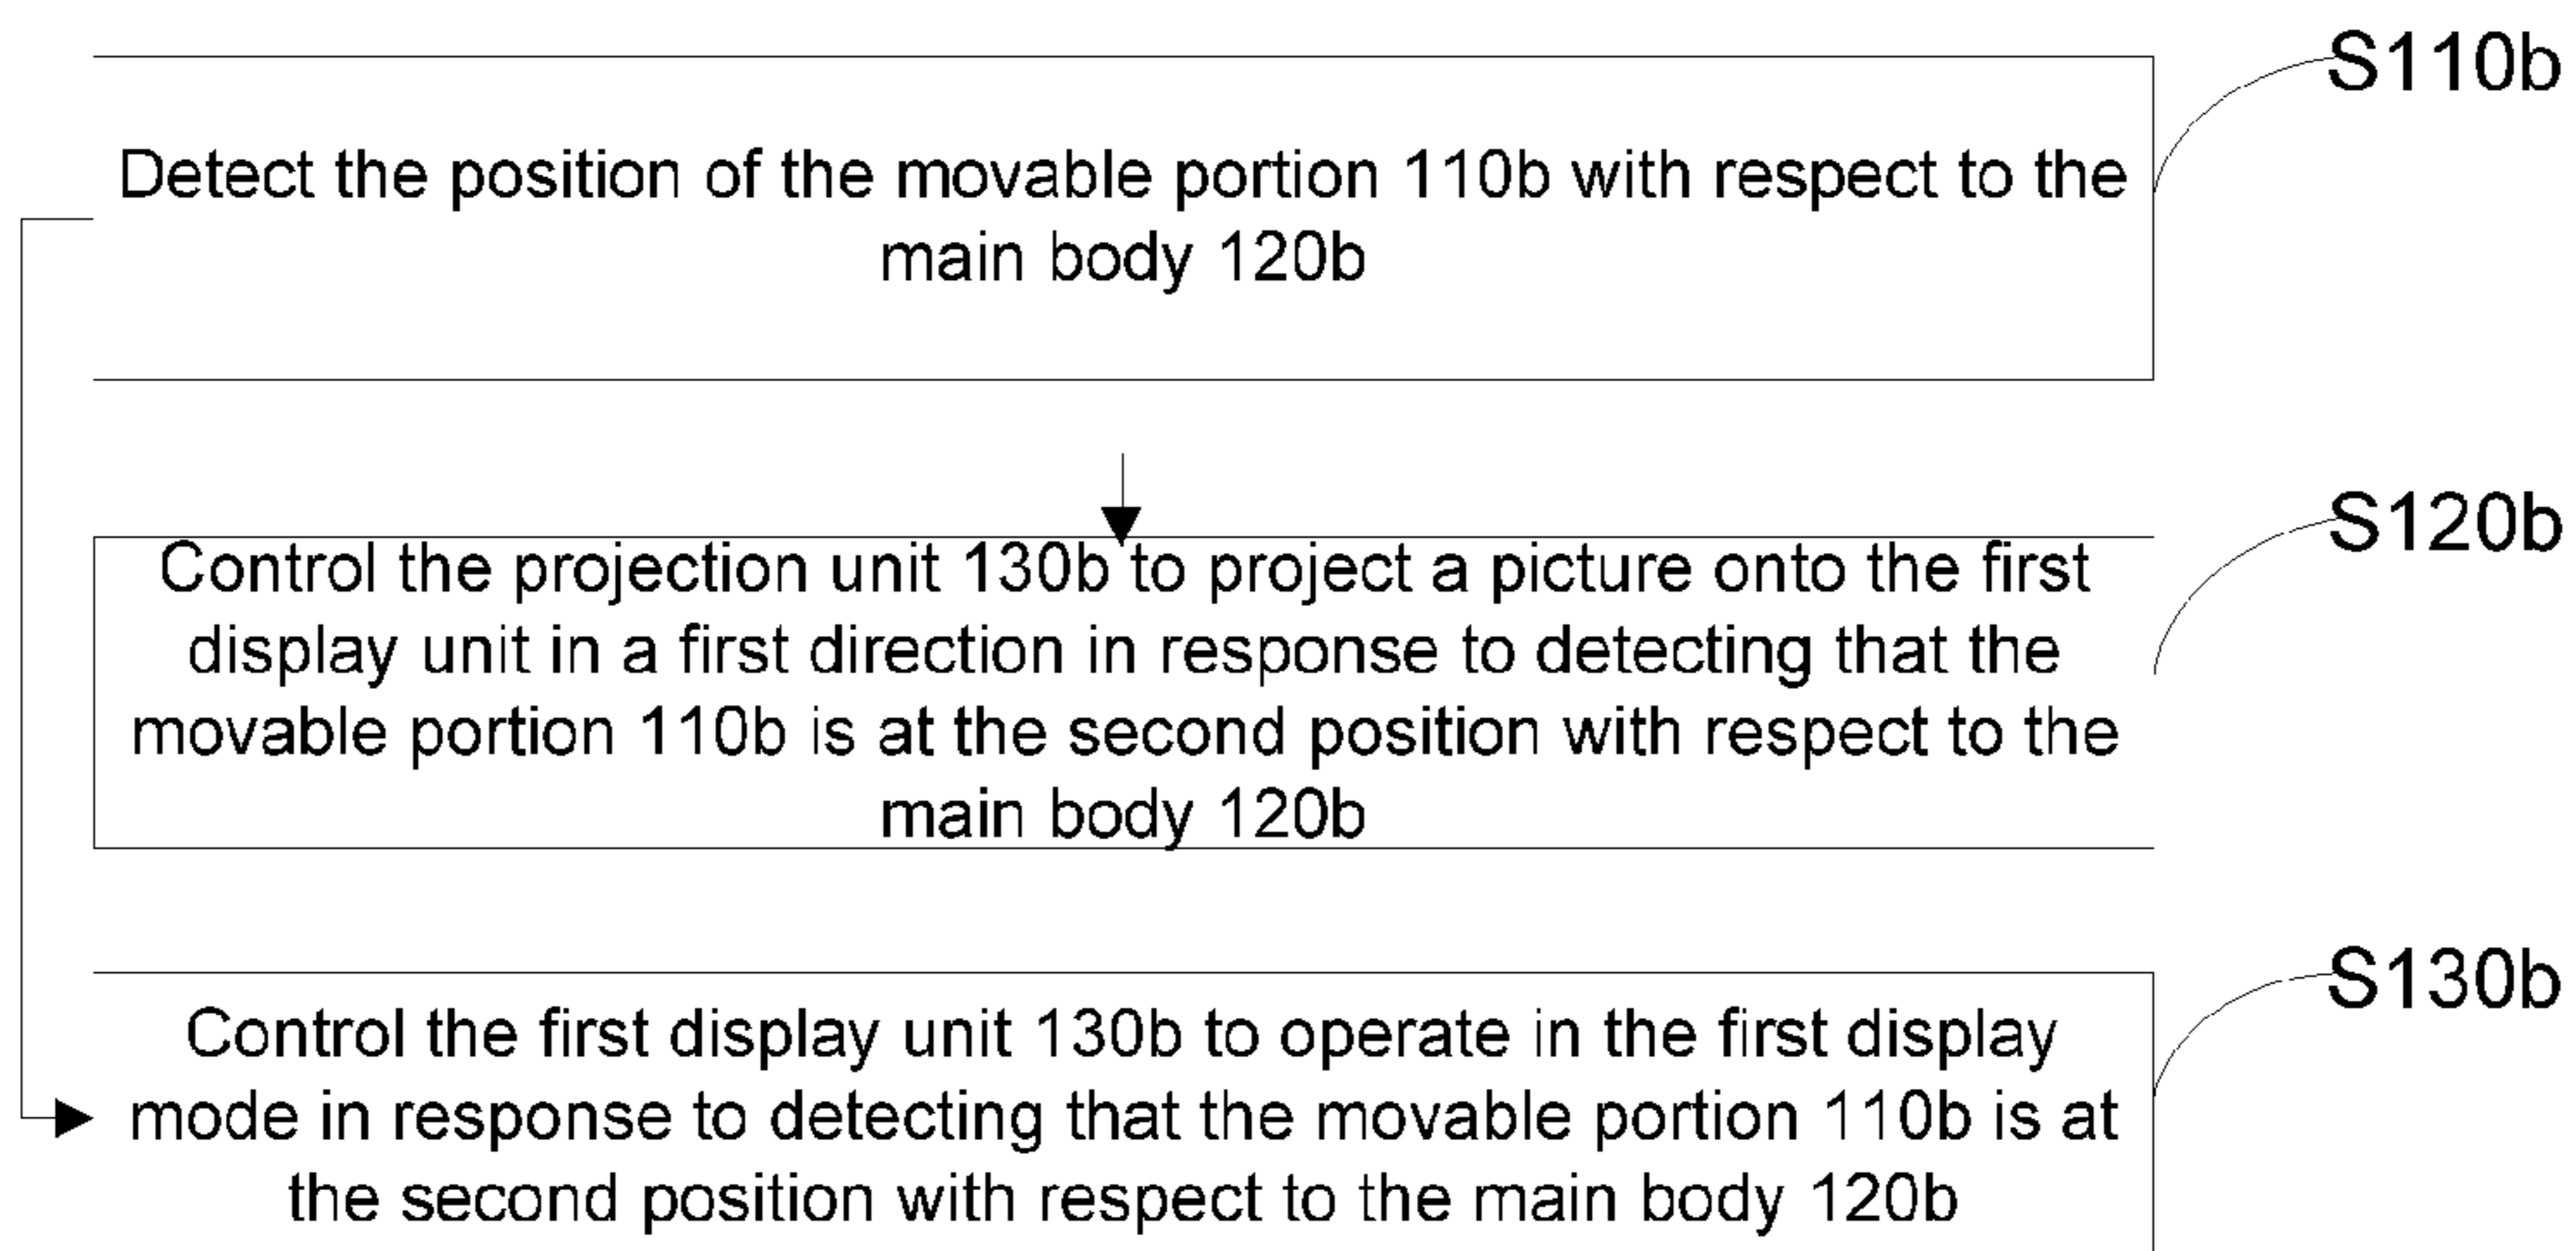 S110b
Detect the position of the movable portion 110b with respect to the
main body 120b
S120b
Control the projection unit 130b to project a picture onto the first
display unit in a first direction in response to detecting that the
movable portion 110b is at the second position with respect to the
main body 120b
S130b
Control the first display unit 130b to operate in the first display
mode in response to detecting that the movable portion 110b is at
the second position with respect to the main body 120b